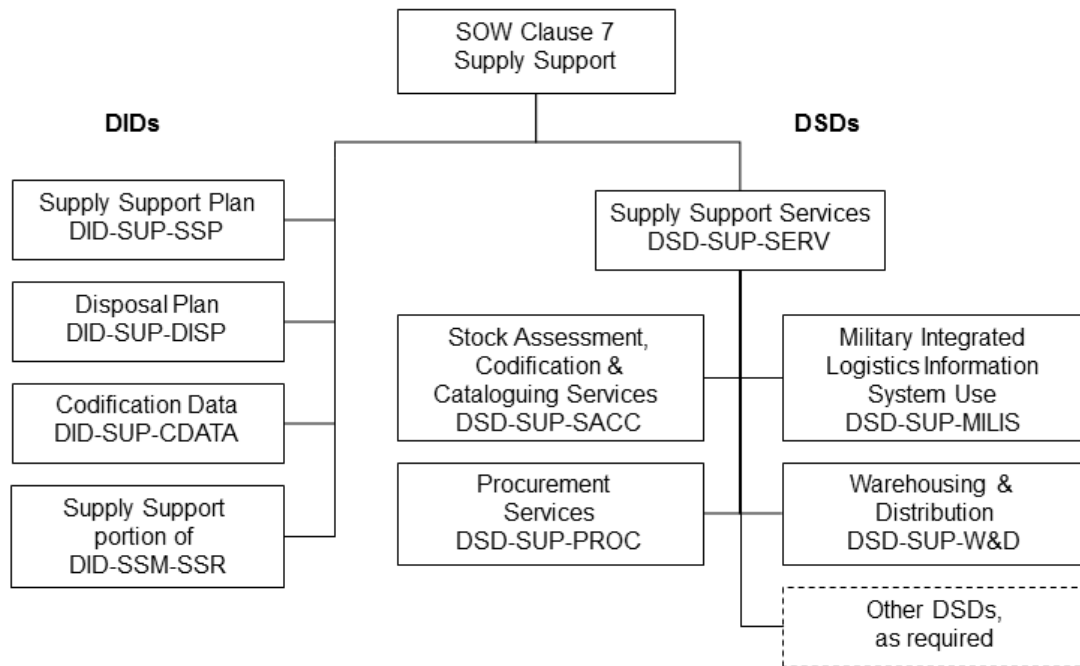 SOW Clause 7
Supply Support
DIDs
DSDs
Supply Support Plan
DID-SUP-SSP
Disposal Plan
DID-SUP-DISP
Codification Data
DID-SUP-CDATA
Supply Support
portion of
DID-SSM-SSR
Supply Support Services
DSD-SUP-SERV
Stock Assessment,
Codification &
Cataloguing Services
DSD-SUP-SACC
Military Integrated
Logistics Information
System Use
DSD-SUP-MILIS
Procurement
Services
DSD-SUP-PROC
Warehousing &
Distribution
DSD-SUP-W&D
Other DSDs,
as required